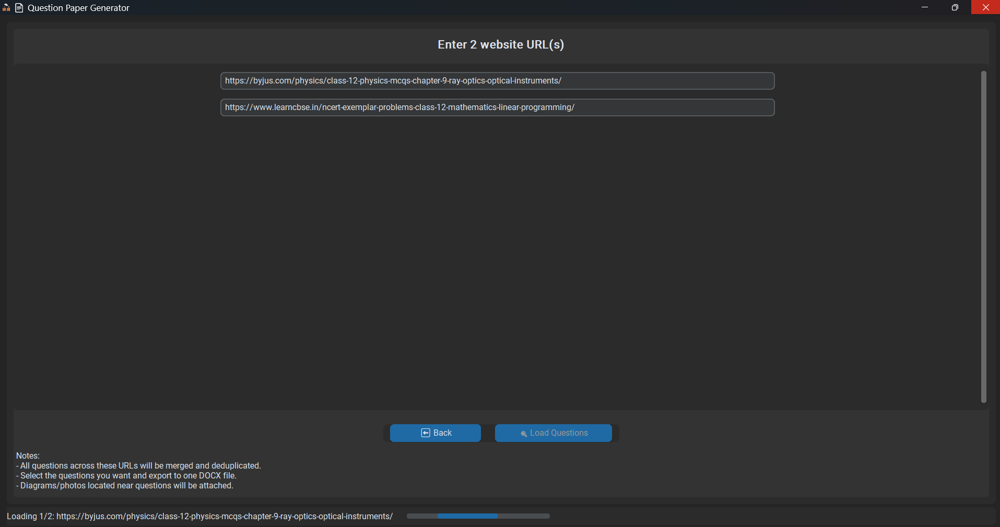 Question Paper Generator
Enter 2 website URL(s)
https://byjus.com/physics/class-12-physics-mcqs-chapter-9-ray-optics-optical-instruments/
https://www.learncbse.in/ncert-exemplar-problems-class-12-mathematics-linear-programming/
Back
Load Questions
Notes:
- All questions across these URLs will be merged and deduplicated.
- Select the questions you want and export to one DOCX file.
- Diagrams/photos located near questions will be attached.
Loading 1/2: https://byjus.com/physics/class-12-physics-mcqs-chapter-9-ray-optics-optical-instruments/